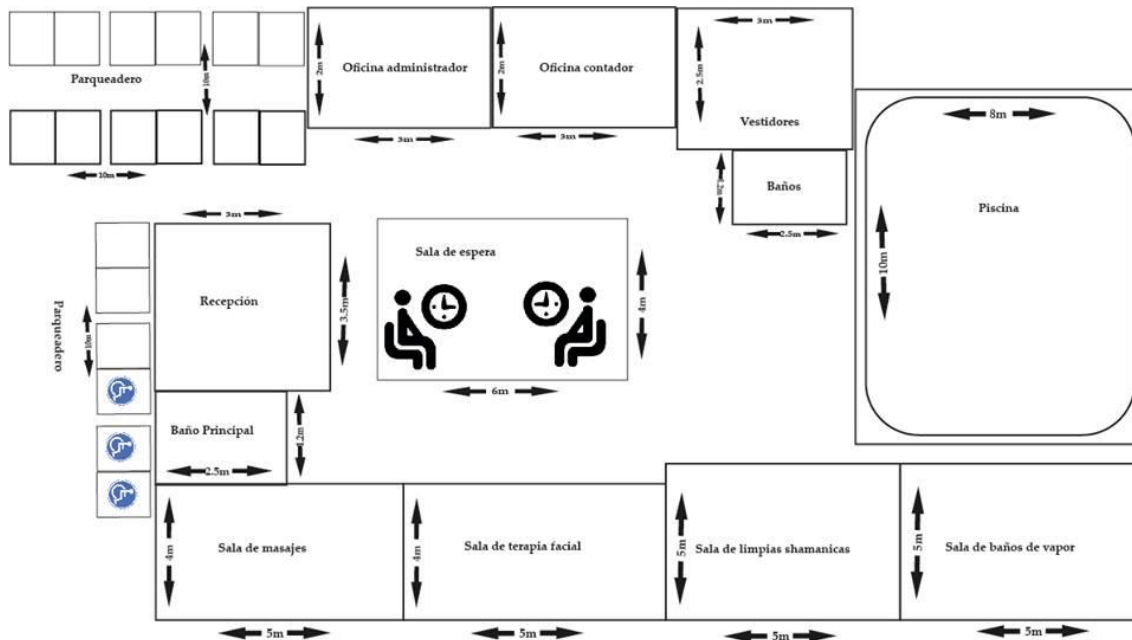 3m
Parqueadero
10m
2m
Oficina administrador
2m
Oficina contador
2.5m
Vestidores
8m
3m
3m
10m
Baños
2.5m
Piscina
10m
3m
Recepción
3.5m
Sala de espera
4m
6m
Parqueadero
10m
Baño Principal
1.2m
2.5m
4m
Sala de masajes
4m
Sala de terapia facial
5m
Sala de limpias shamanicas
5m
Sala de baños de vapor
5m
5m
5m
5m